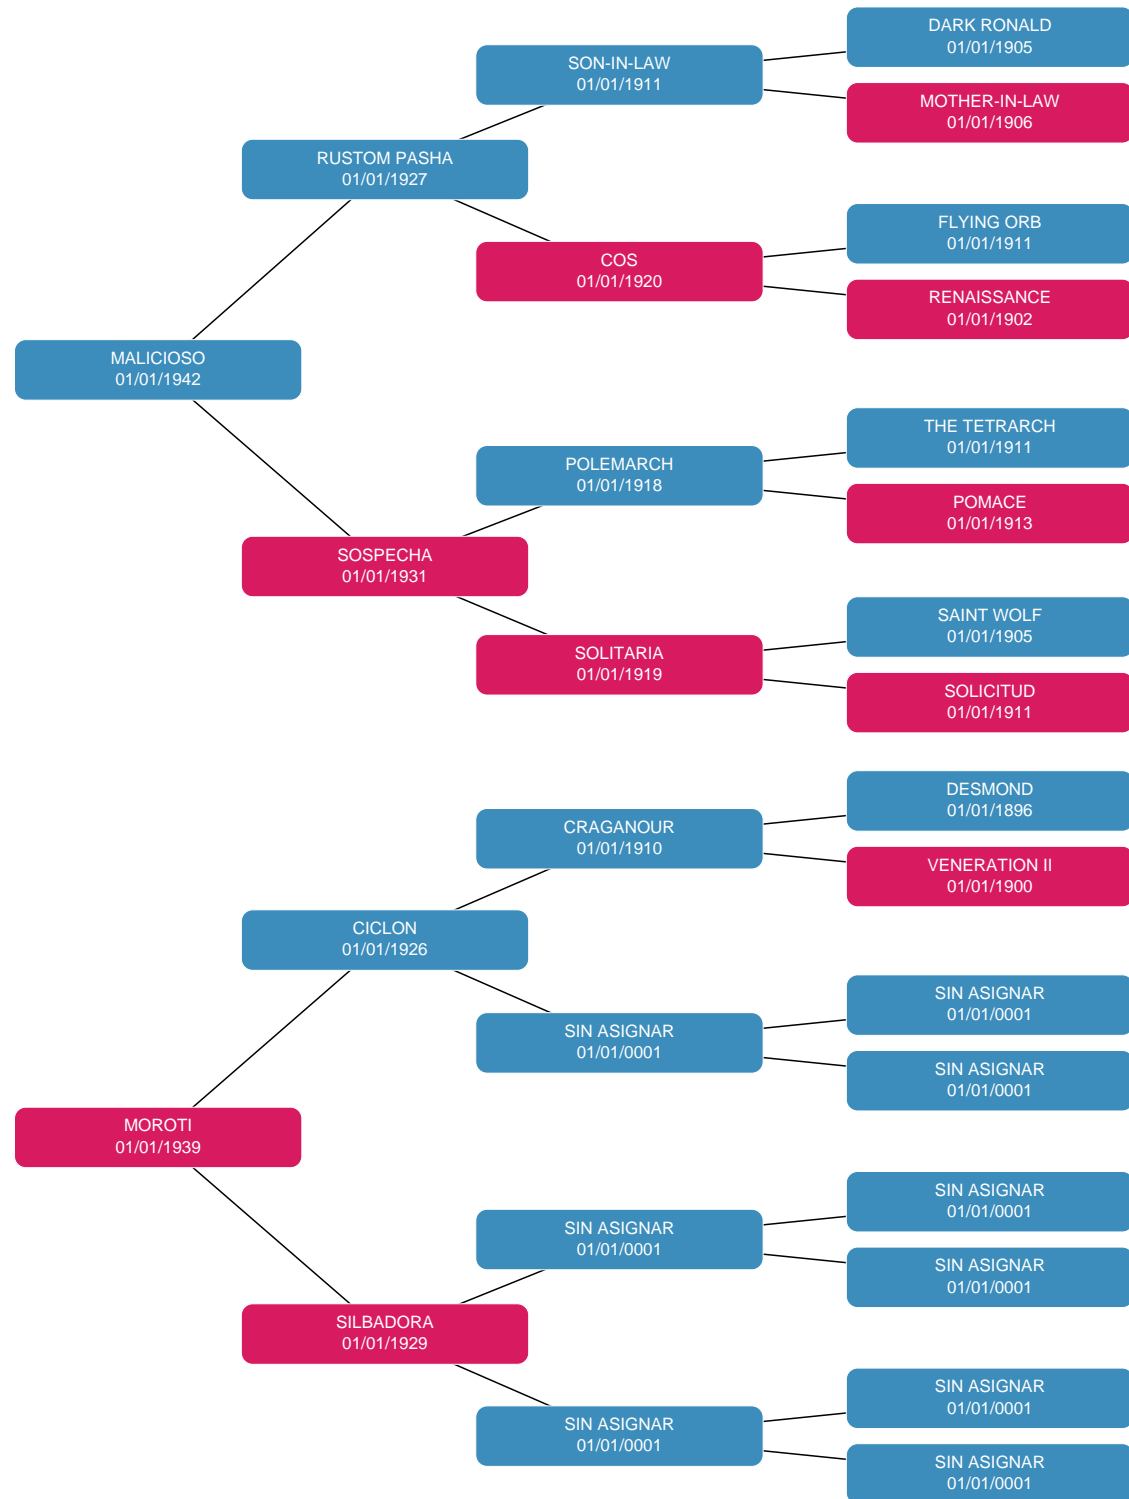 DARK RONALD
01/01/1905
SON-IN-LAW
01/01/1911
MOTHER-IN-LAW
01/01/1906
RUSTOM PASHA
01/01/1927
FLYING ORB
01/01/1911
COS
01/01/1920
RENAISSANCE
01/01/1902
MALICIOSO
01/01/1942
THE TETRARCH
01/01/1911
POLEMARCH
01/01/1918
POMACE
01/01/1913
SOSPECHA
01/01/1931
SAINT WOLF
01/01/1905
SOLITARIA
01/01/1919
SOLICITUD
01/01/1911
DESMOND
01/01/1896
CRAGANOUR
01/01/1910
VENERATION II
01/01/1900
CICLON
01/01/1926
SIN ASIGNAR
01/01/0001
SIN ASIGNAR
01/01/0001
SIN ASIGNAR
01/01/0001
MOROTI
01/01/1939
SIN ASIGNAR
01/01/0001
SIN ASIGNAR
01/01/0001
SIN ASIGNAR
01/01/0001
SILBADORA
01/01/1929
SIN ASIGNAR
01/01/0001
SIN ASIGNAR
01/01/0001
SIN ASIGNAR
01/01/0001